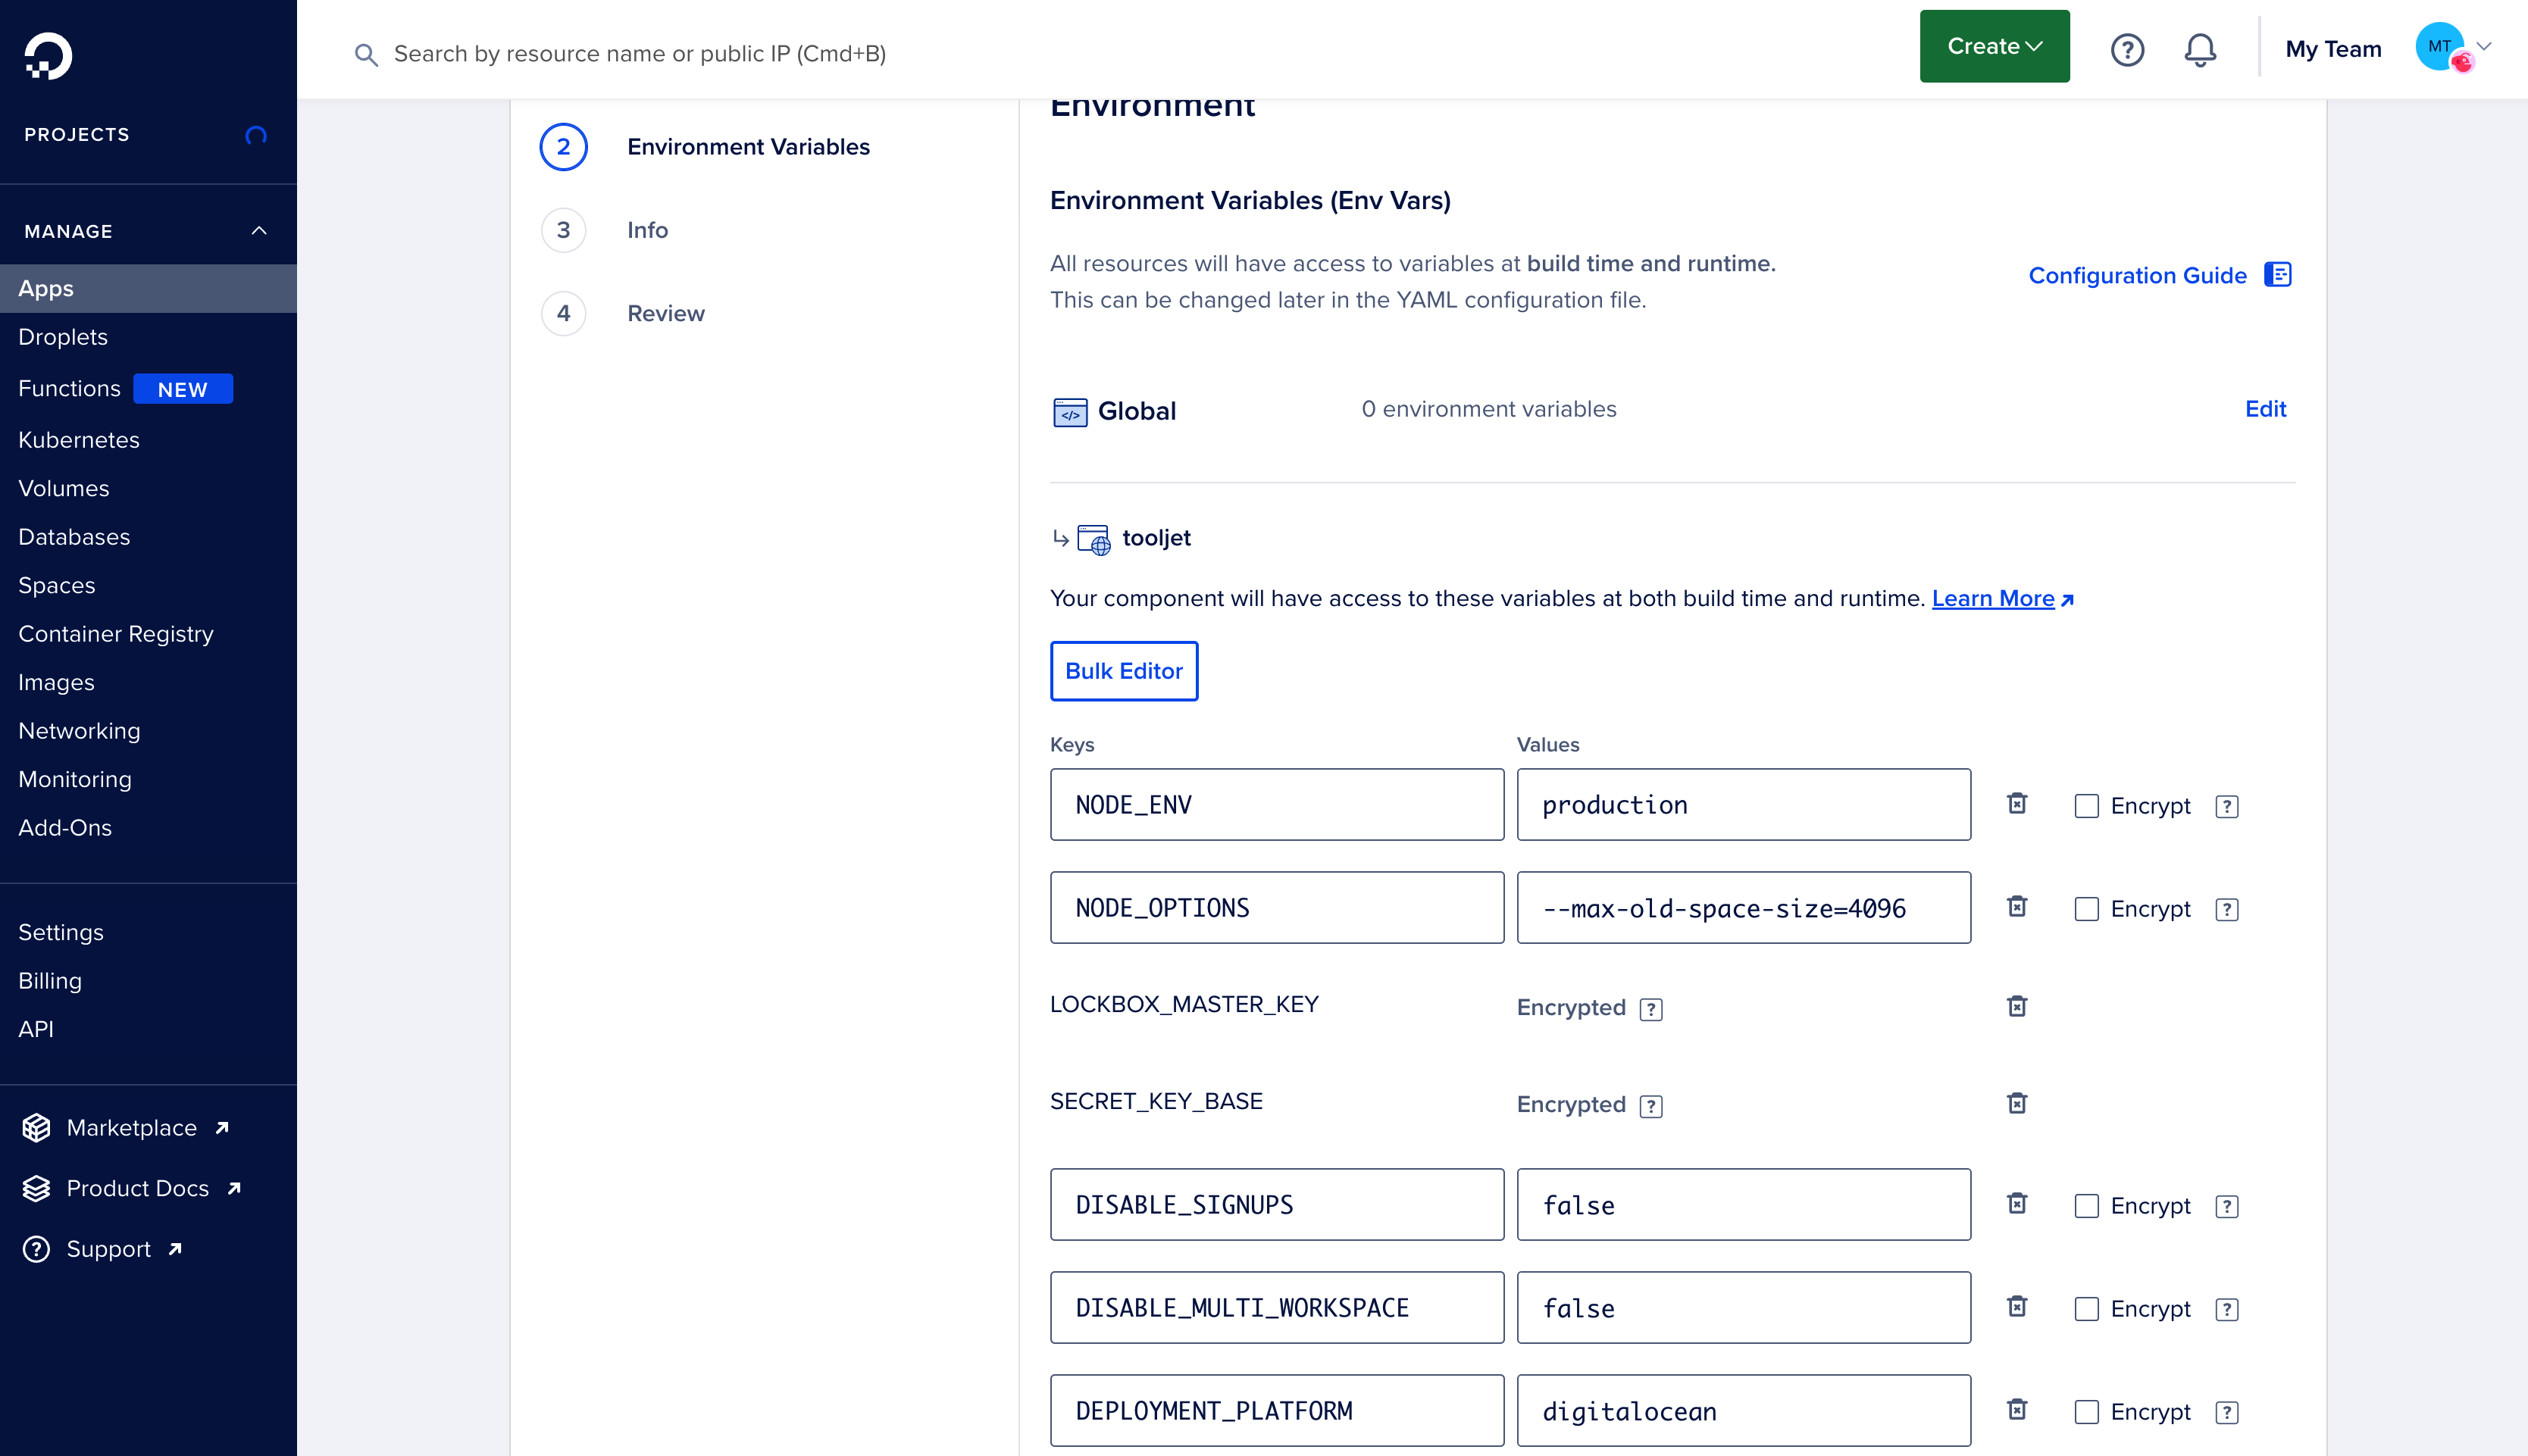 Search by resource name or public IP (Cmd+B)
Create
?
My Team
MT
PROJECTS
MANAGE
Apps
Droplets
Functions NEW
Kubernetes
Volumes
Databases
Spaces
Container Registry
Images
Networking
Monitoring
Add-Ons
Settings
Billing
API
Marketplace
Product Docs
? Support
2 Environment Variables
3 Info
4 Review
Environment
Environment Variables (Env Vars)
All resources will have access to variables at build time and runtime.
This can be changed later in the YAML configuration file.
Configuration Guide
</> Global 0 environment variables Edit
tooljet
Your component will have access to these variables at both build time and runtime. Learn More
Bulk Editor
Keys Values
NODE_ENV production Encrypt ?
NODE_OPTIONS --max-old-space-size=4096 Encrypt ?
LOCKBOX_MASTER_KEY Encrypted ?
SECRET_KEY_BASE Encrypted ?
DISABLE_SIGNUPS false Encrypt ?
DISABLE_MULTI_WORKSPACE false Encrypt ?
DEPLOYMENT_PLATFORM digitalocean Encrypt ?